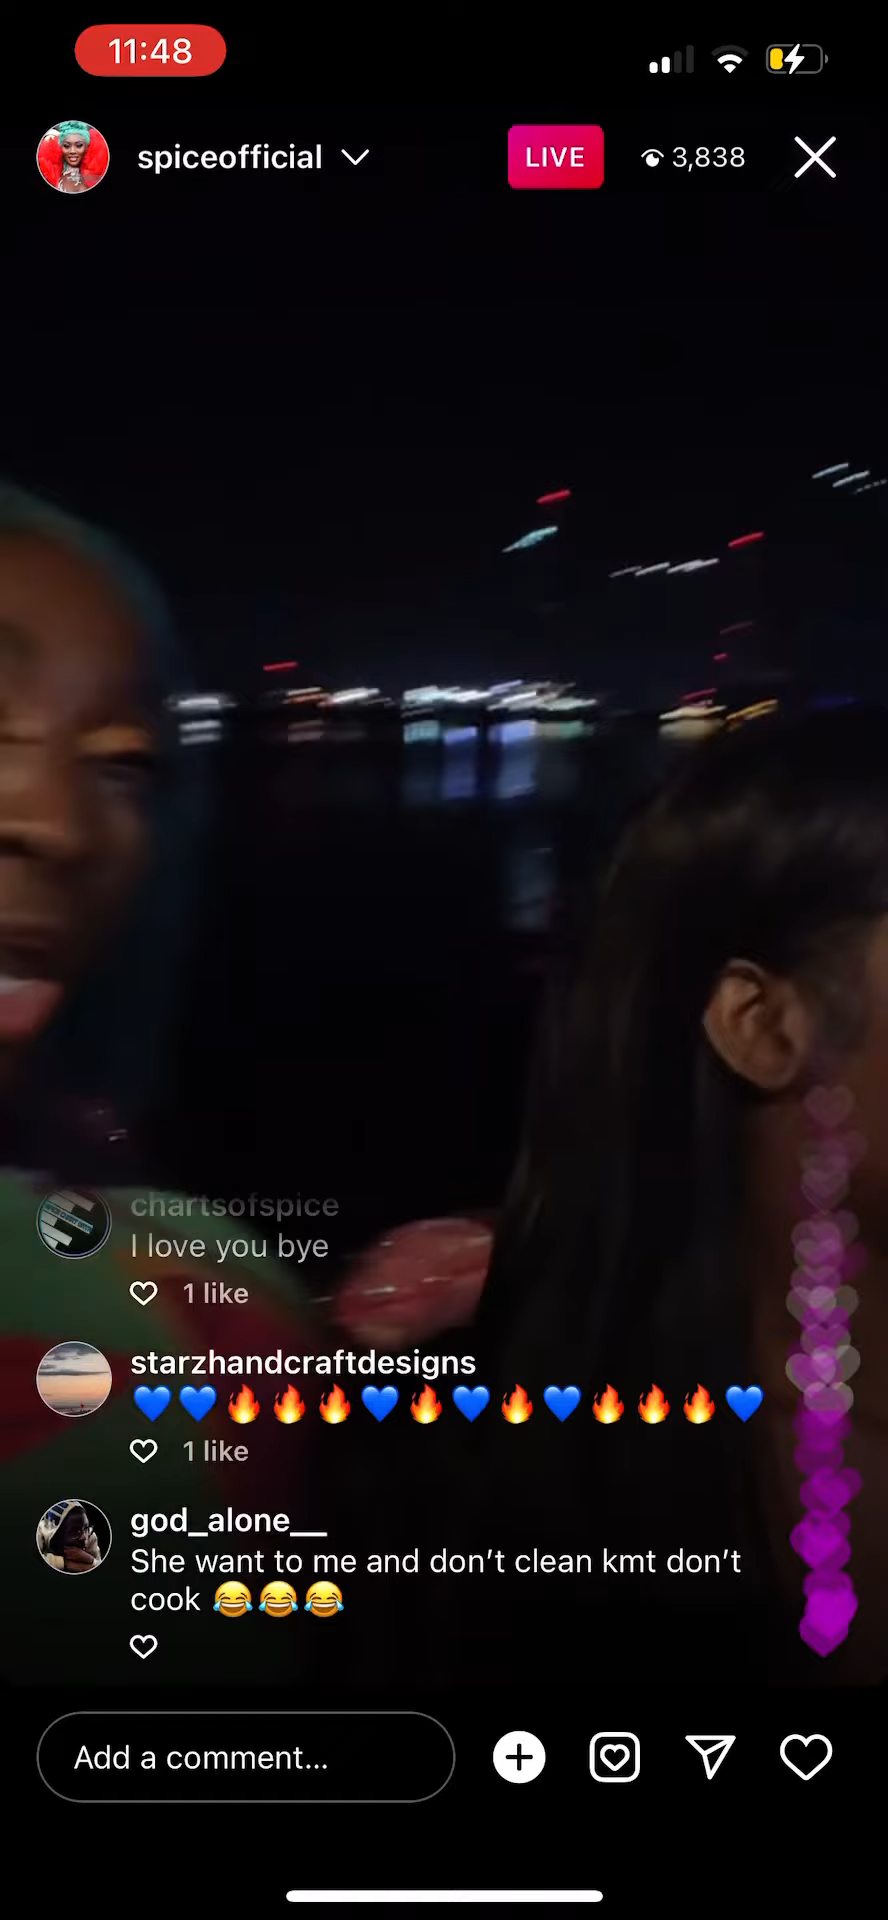 11:48
spiceofficial
LIVE
3,838
chartsofspice
I love you bye
1 like
starzhandcraftdesigns
💙💙🔥🔥🔥💙🔥💙🔥💙🔥🔥🔥💙
1 like
god_alone__
She want to me and don’t clean kmt don’t
cook 😂😂😂
Add a comment...